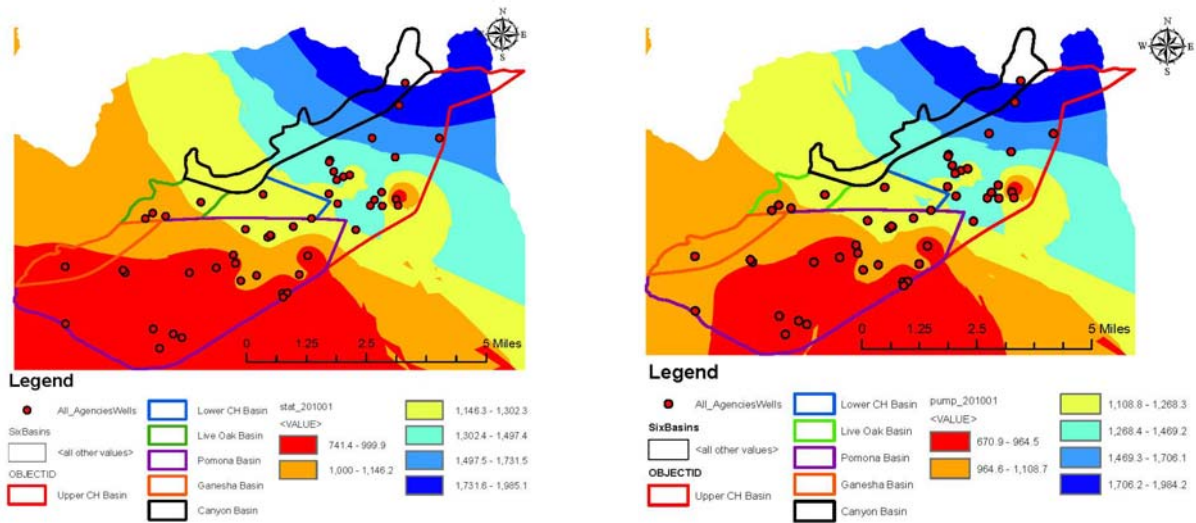 N
E
S
0 1.25 2.5 5 Miles
Legend
All_AgenciesWells
SixBasins
<all other values>
OBJECTID
Upper CH Basin
Lower CH Basin
Live Oak Basin
Pomona Basin
Ganesha Basin
Canyon Basin
stat_201001
<VALUE>
741.4 - 999.9
1,000 - 1,146.2
1,146.3 - 1,302.3
1,302.4 - 1,497.4
1,497.5 - 1,731.5
1,731.6 - 1,985.1
N
W E
S
0 1.25 2.5 5 Miles
Legend
All_AgenciesWells
SixBasins
<all other values>
OBJECTID
Upper CH Basin
Lower CH Basin
Live Oak Basin
Pomona Basin
Ganesha Basin
Canyon Basin
pump_201001
<VALUE>
670.9 - 964.5
964.6 - 1,108.7
1,108.8 - 1,268.3
1,268.4 - 1,469.2
1,469.3 - 1,706.1
1,706.2 - 1,984.2